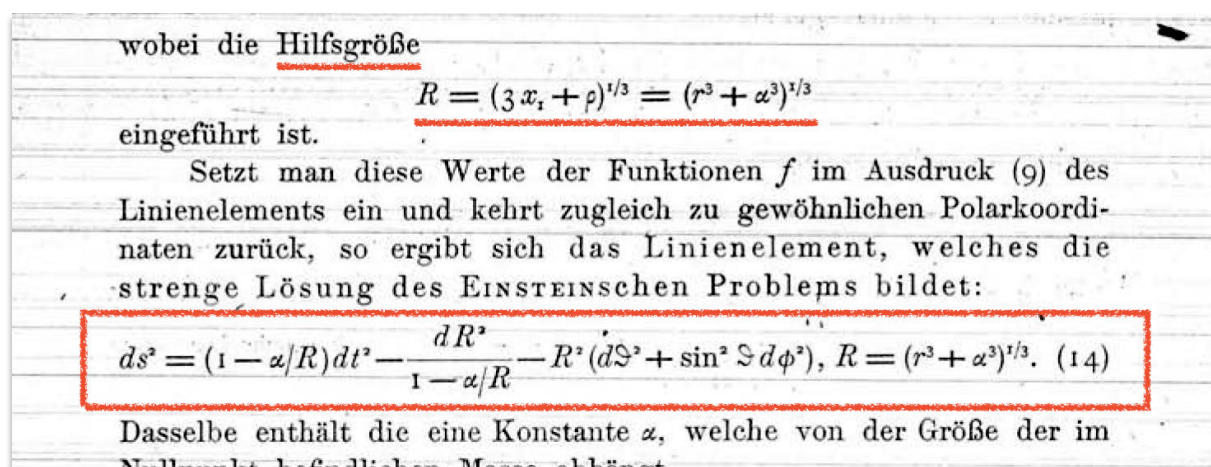 wobei die Hilfsgröße
R = (3 x₁ + ρ)^1/3 = (r³ + α³)^1/3
eingeführt ist.
Setzt man diese Werte der Funktionen f im Ausdruck (9) des
Linienelements ein und kehrt zugleich zu gewöhnlichen Polarkoordi-
naten zurück, so ergibt sich das Linienelement, welches die
strenge Lösung des EINSTEINschen Problems bildet:
ds² = (1 − α/R) dt² − dR²/(1 − α/R) − R² (dϑ² + sin² ϑ dϕ²), R = (r³ + α³)^1/3. (14)
Dasselbe enthält die eine Konstante α, welche von der Größe der im